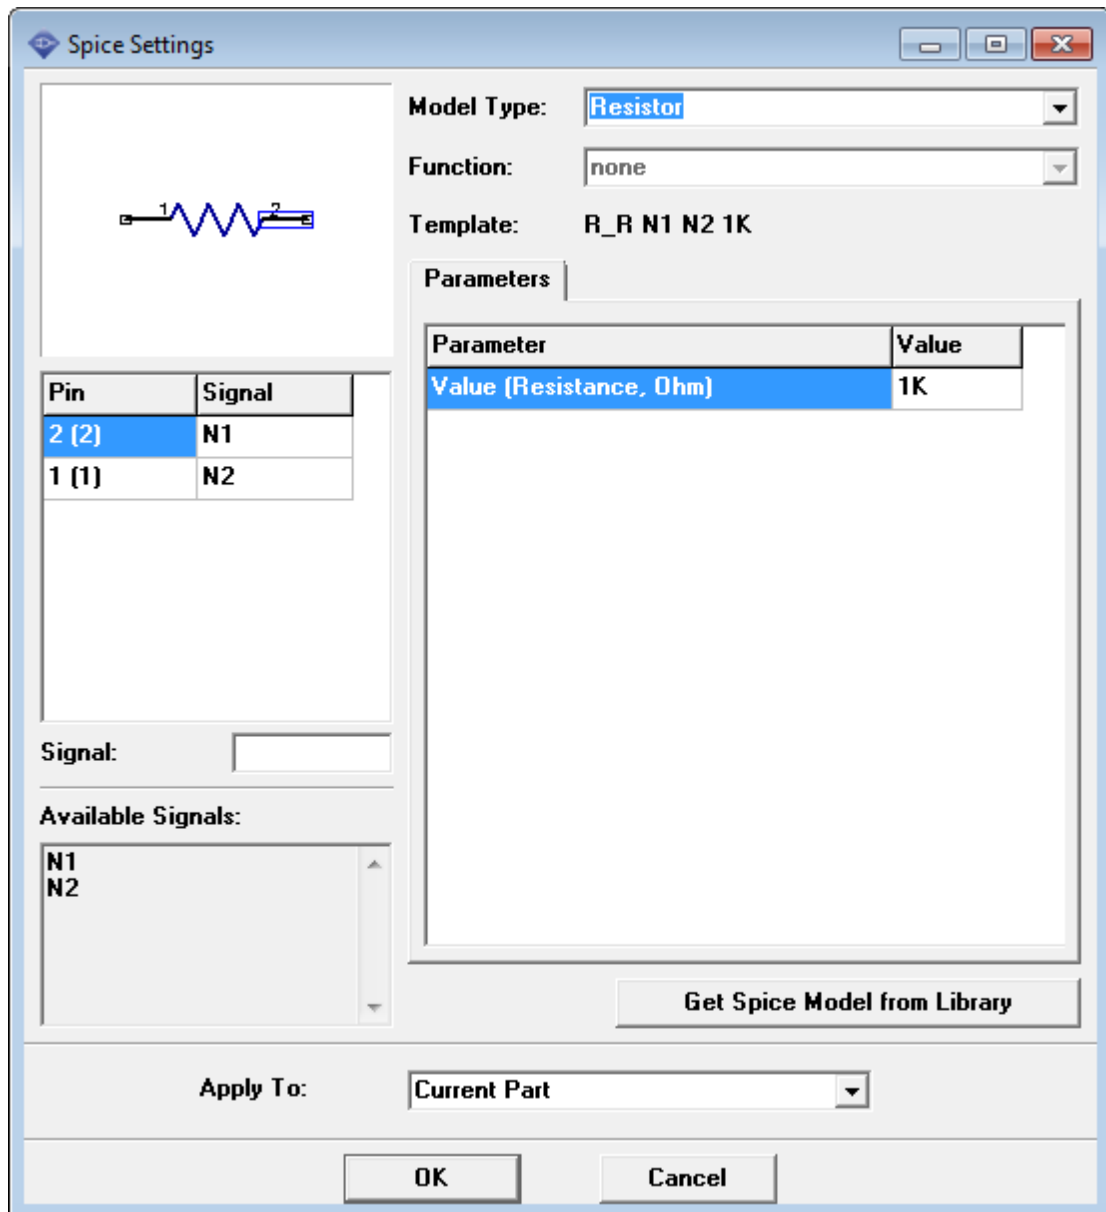 Spice Settings
Model Type: Resistor
Function: none
Template: R_R N1 N2 1K
1 2
Parameters
Parameter Value
Value (Resistance, Ohm) 1K
Pin Signal
2 (2) N1
1 (1) N2
Signal:
Available Signals:
N1
N2
Get Spice Model from Library
Apply To: Current Part
OK Cancel